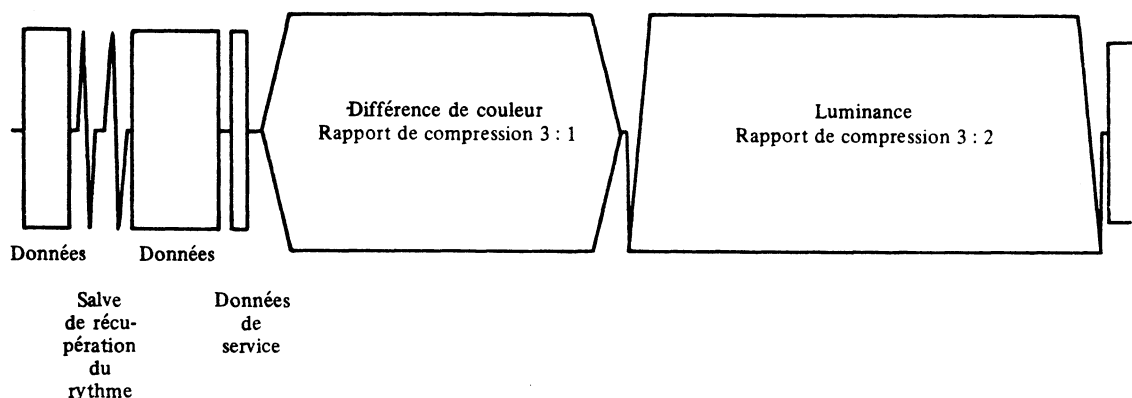 Différence de couleur
Rapport de compression 3 : 1
Luminance
Rapport de compression 3 : 2
Données
Données
Salve
de récu-
pération
du
rythme
Données
de
service